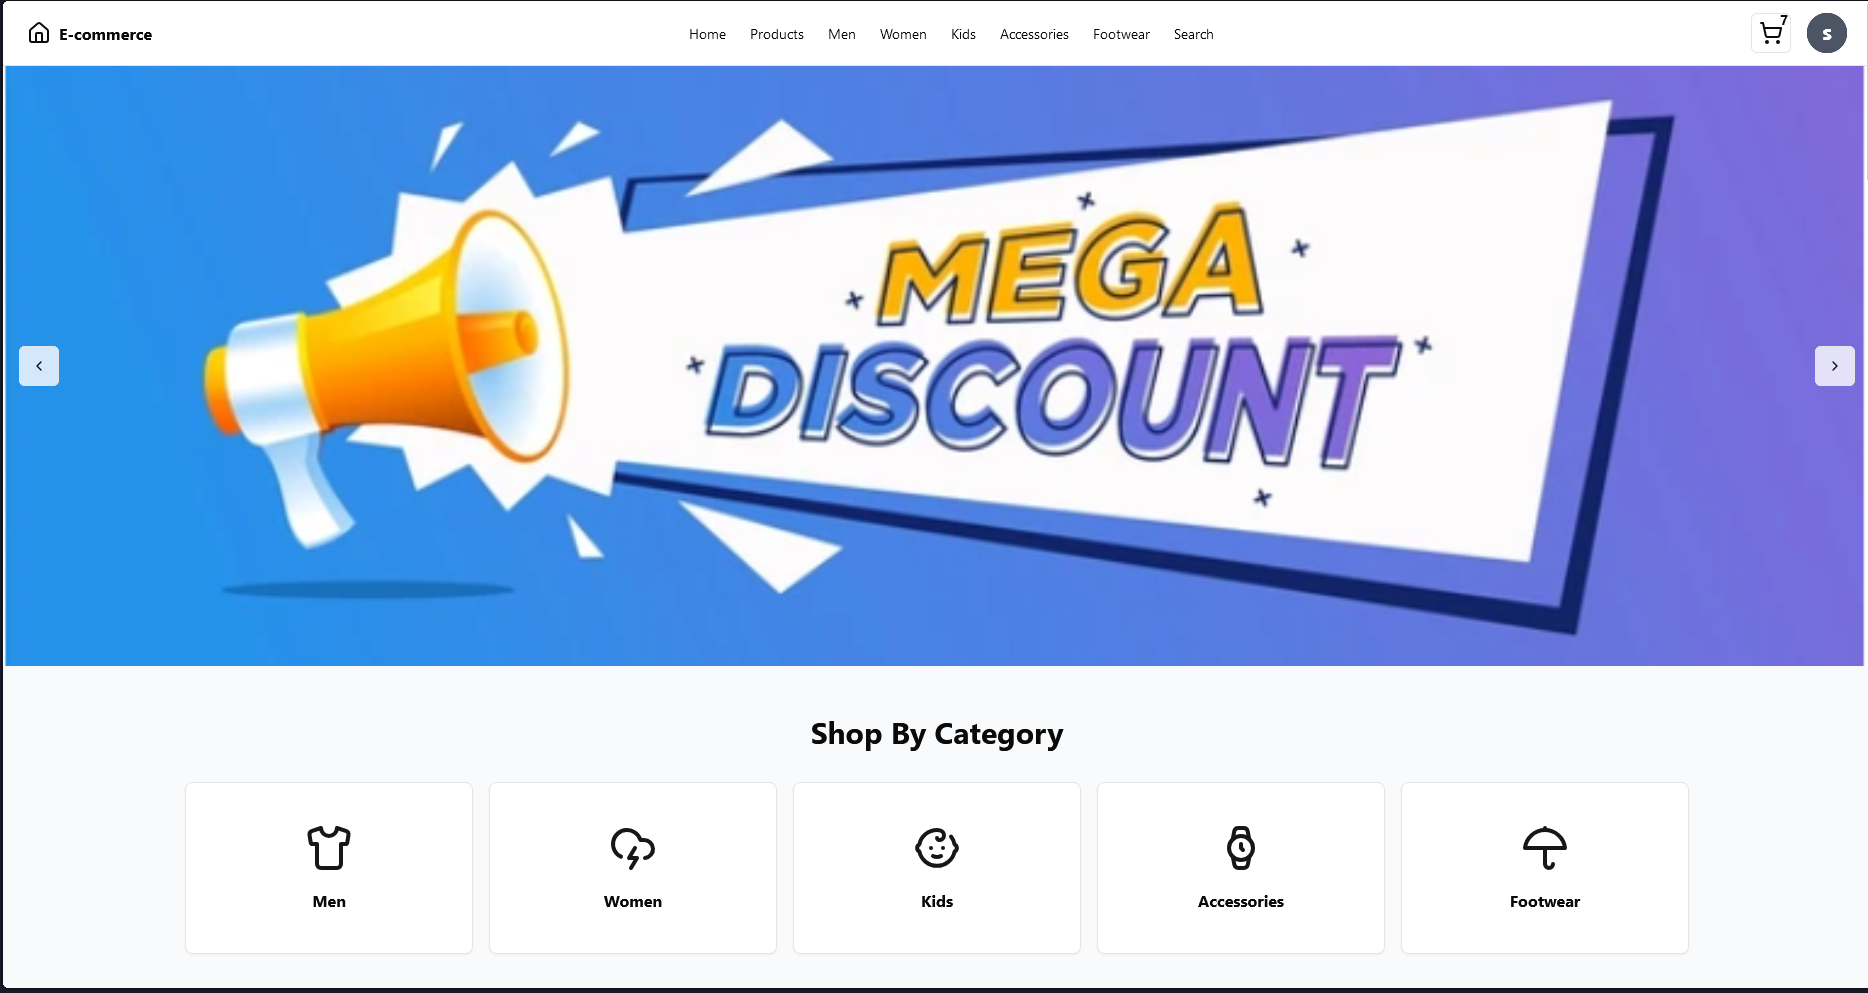 E-commerce
Home Products Men Women Kids Accessories Footwear Search
7
S
MEGA
DISCOUNT
Shop By Category
Men Women Kids Accessories Footwear